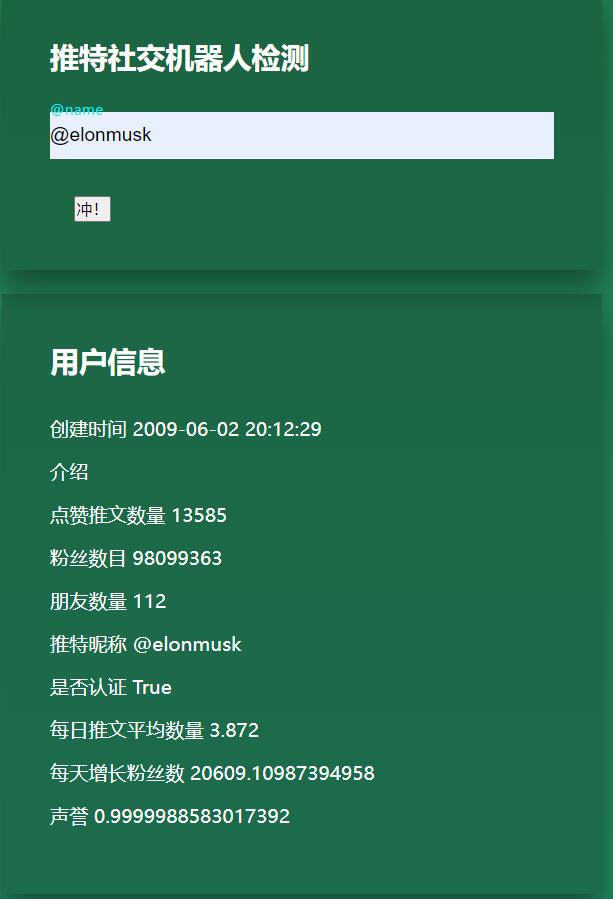 推特社交机器人检测
@name
@elonmusk
冲！
用户信息
创建时间 2009-06-02 20:12:29
介绍
点赞推文数量 13585
粉丝数目 98099363
朋友数量 112
推特昵称 @elonmusk
是否认证 True
每日推文平均数量 3.872
每天增长粉丝数 20609.10987394958
声誉 0.9999988583017392